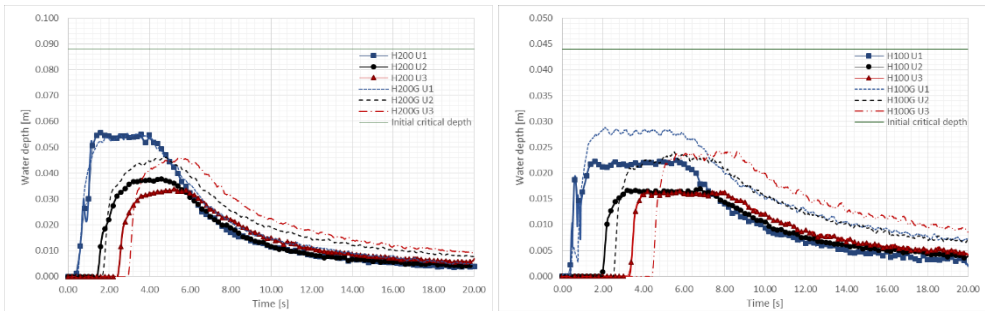 0.100
0.090
0.080
0.070
0.060
0.050
0.040
0.030
0.020
0.010
0.000
Water depth [m]
H200 U1
H200 U2
H200 U3
H200G U1
H200G U2
H200G U3
Initial critical depth
0.00 2.00 4.00 6.00 8.00 10.00 12.00 14.00 16.00 18.00 20.00
Time [s]
0.050
0.045
0.040
0.035
0.030
0.025
0.020
0.015
0.010
0.005
0.000
Water depth [m]
H100 U1
H100 U2
H100 U3
H100G U1
H100G U2
H100G U3
Initial critical depth
0.00 2.00 4.00 6.00 8.00 10.00 12.00 14.00 16.00 18.00 20.00
Time [s]